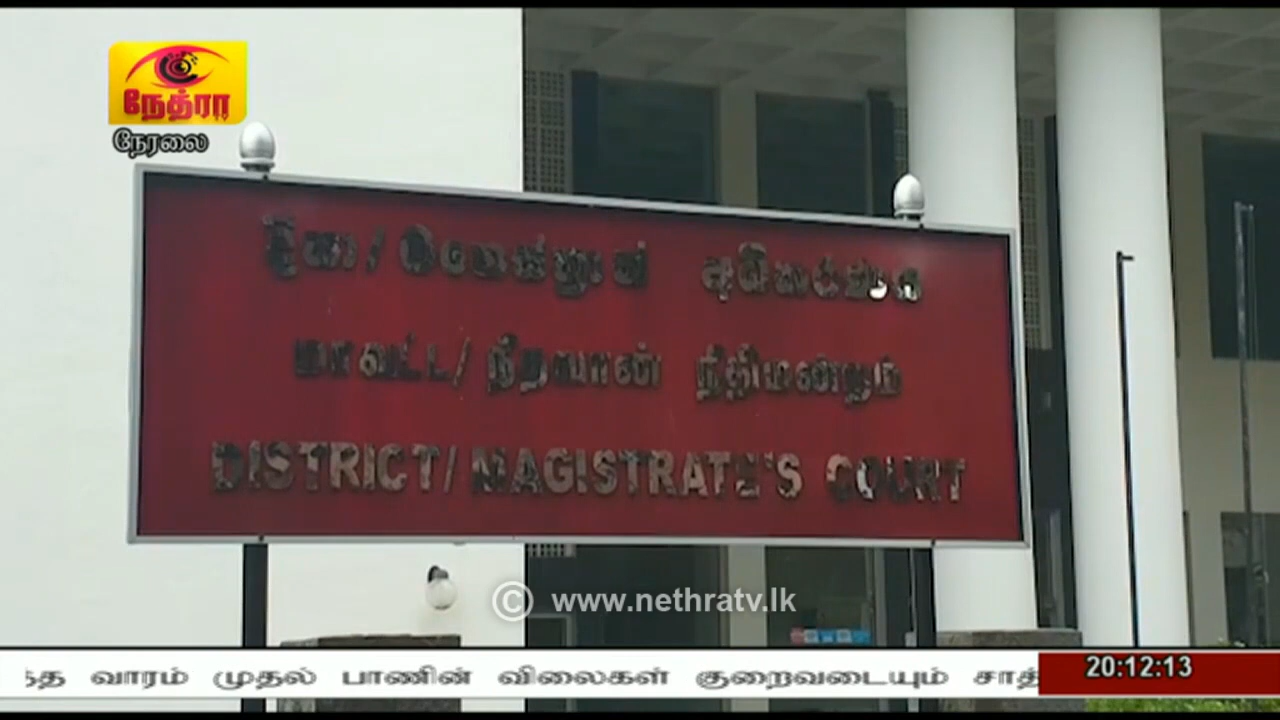 நேத்ரா
நேரலை
மாவட்ட/ நீதவான் நீதிமன்றம்
DISTRICT/ MAGISTRATE'S COURT
© www.nethratv.lk
வாரம் முதல் பாணின் விலைகள் குறைவடையும்
20:12:13